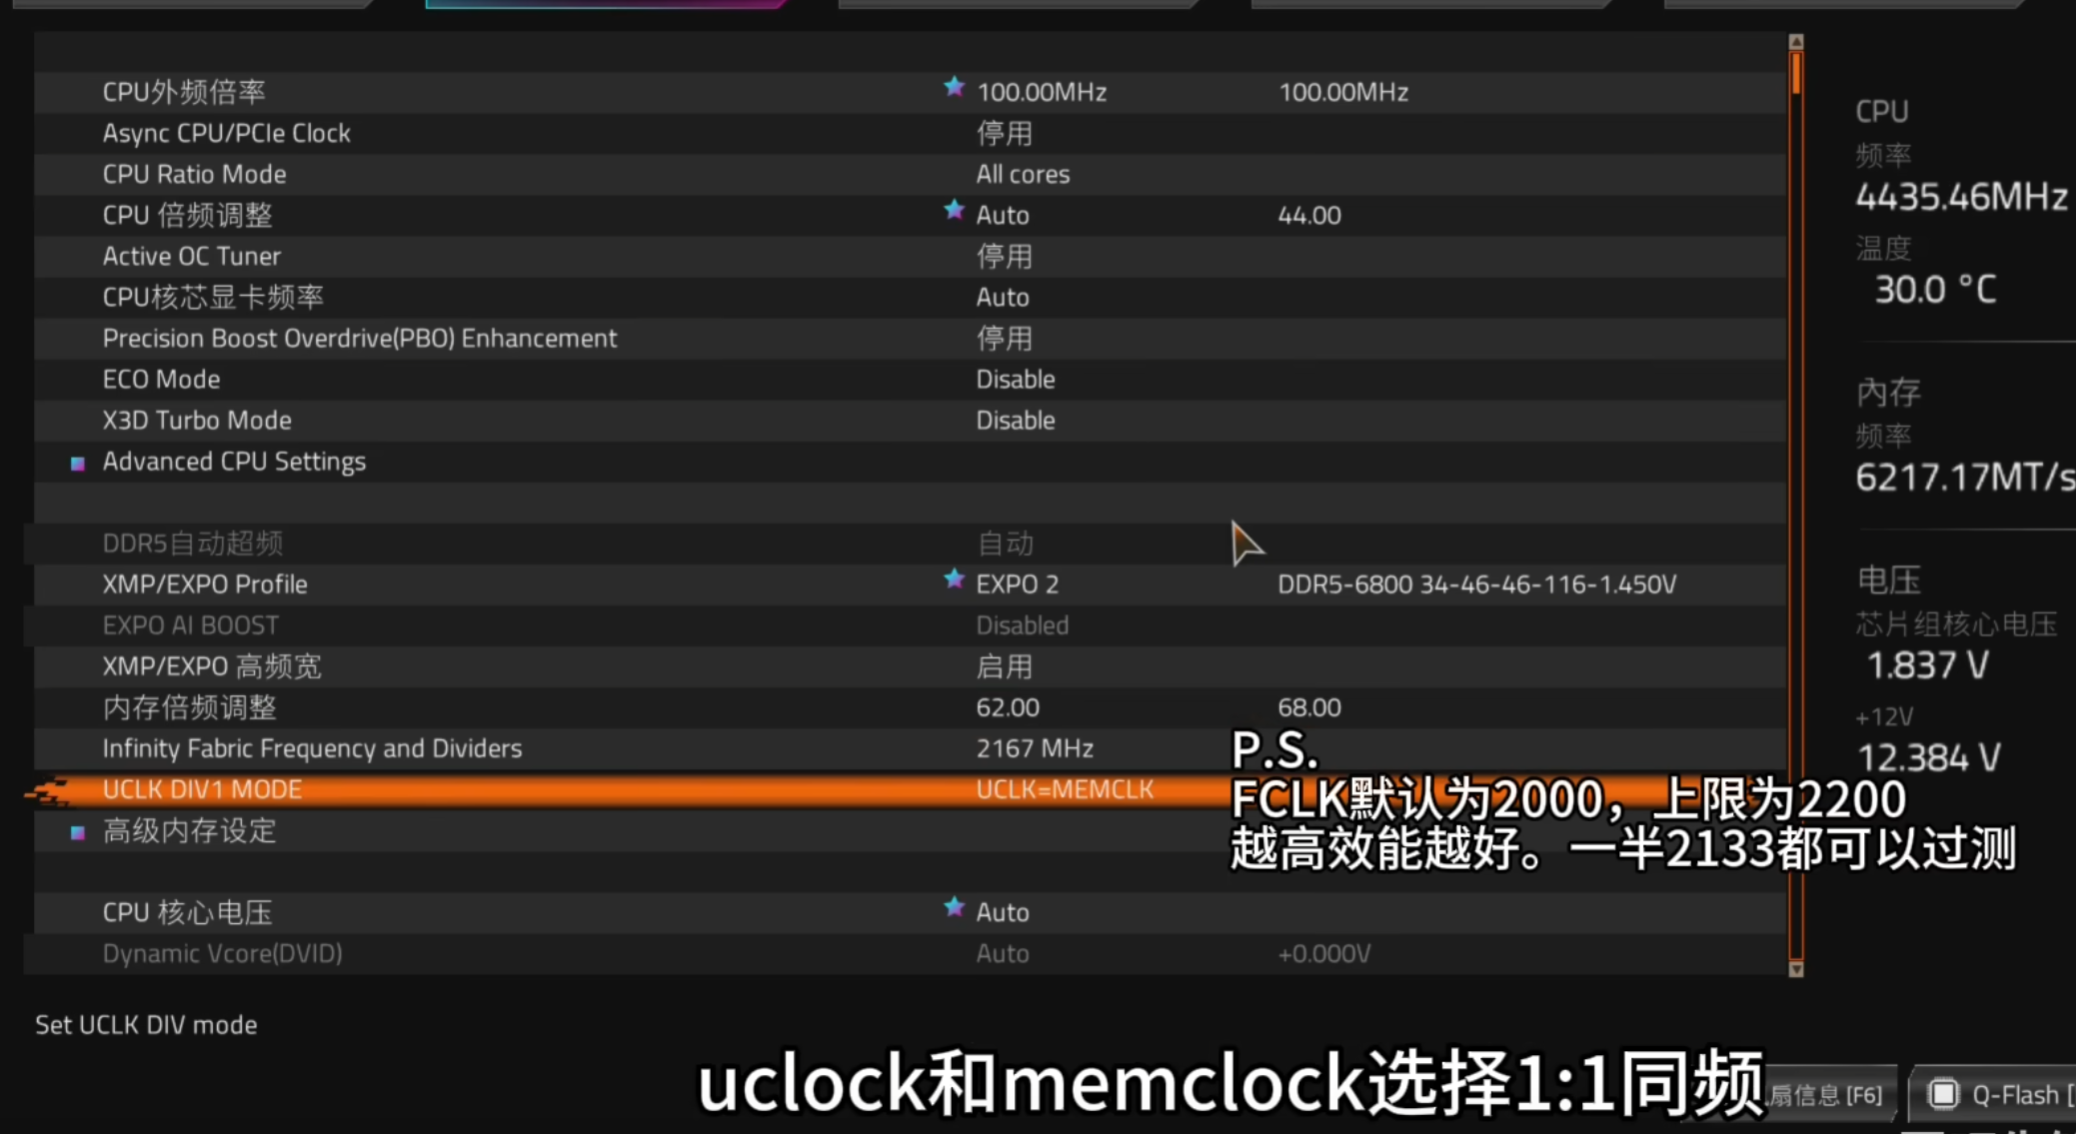 CPU外频倍率 100.00MHz 100.00MHz
Async CPU/PCIe Clock 停用
CPU Ratio Mode All cores
CPU 倍频调整 Auto 44.00
Active OC Tuner 停用
CPU核芯显卡频率 Auto
Precision Boost Overdrive(PBO) Enhancement 停用
ECO Mode Disable
X3D Turbo Mode Disable
Advanced CPU Settings
DDR5自动超频 自动
XMP/EXPO Profile EXPO 2 DDR5-6800 34-46-46-116-1.450V
EXPO AI BOOST Disabled
XMP/EXPO 高频宽 启用
内存倍频调整 62.00 68.00
Infinity Fabric Frequency and Dividers 2167 MHz
UCLK DIV1 MODE UCLK=MEMCLK
高级内存设定
CPU 核心电压 Auto
Dynamic Vcore(DVID) Auto +0.000V
P.S.
FCLK默认为2000，上限为2200
越高效能越好。一半2133都可以过测
CPU
频率
4435.46MHz
温度
30.0 °C
內存
频率
6217.17MT/s
电压
芯片组核心电压
1.837 V
+12V
12.384 V
Set UCLK DIV mode
uclock和memclock选择1:1同频
扇信息 [F6]
Q-Flash [